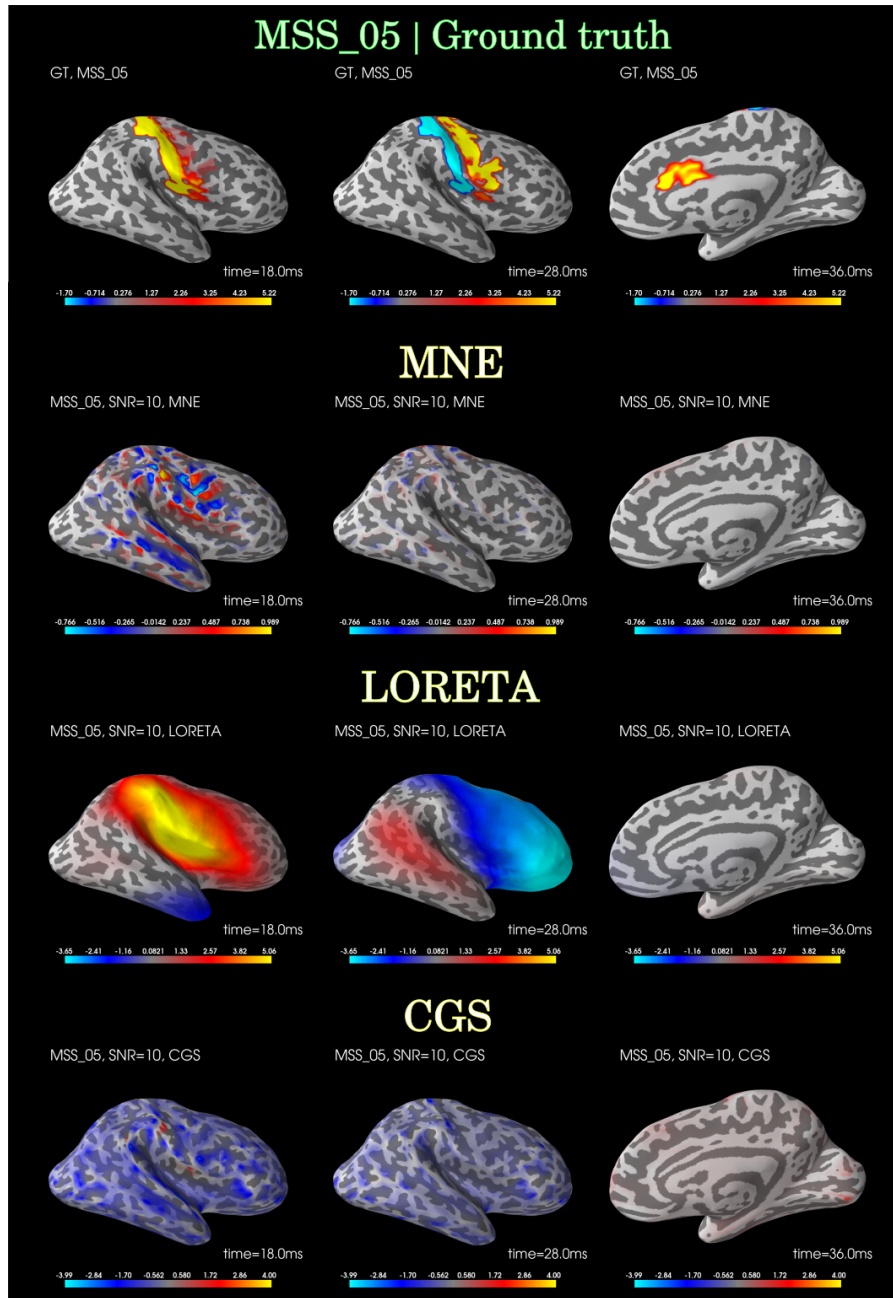 MSS_05 | Ground truth
GT, MSS_05 GT, MSS_05 GT, MSS_05
time=18.0ms time=28.0ms time=36.0ms
-1.70 -0.714 0.276 1.27 2.26 3.25 4.23 5.22 -1.70 -0.714 0.276 1.27 2.26 3.25 4.23 5.22 -1.70 -0.714 0.276 1.27 2.26 3.25 4.23 5.22
MNE
MSS_05, SNR=10, MNE MSS_05, SNR=10, MNE MSS_05, SNR=10, MNE
time=18.0ms time=28.0ms time=36.0ms
-0.766 -0.516 -0.265 -0.0142 0.237 0.487 0.738 0.989 -0.766 -0.516 -0.265 -0.0142 0.237 0.487 0.738 0.989 -0.766 -0.516 -0.265 -0.0142 0.237 0.487 0.738 0.989
LORETA
MSS_05, SNR=10, LORETA MSS_05, SNR=10, LORETA MSS_05, SNR=10, LORETA
time=18.0ms time=28.0ms time=36.0ms
-3.65 -2.41 -1.16 0.0821 1.33 2.57 3.82 5.06 -3.65 -2.41 -1.16 0.0821 1.33 2.57 3.82 5.06 -3.65 -2.41 -1.16 0.0821 1.33 2.57 3.82 5.06
CGS
MSS_05, SNR=10, CGS MSS_05, SNR=10, CGS MSS_05, SNR=10, CGS
time=18.0ms time=28.0ms time=36.0ms
-3.99 -2.84 -1.70 -0.562 0.576 1.72 2.86 4.00 -3.99 -2.84 -1.70 -0.562 0.576 1.72 2.86 4.00 -3.99 -2.84 -1.70 -0.562 0.576 1.72 2.86 4.00